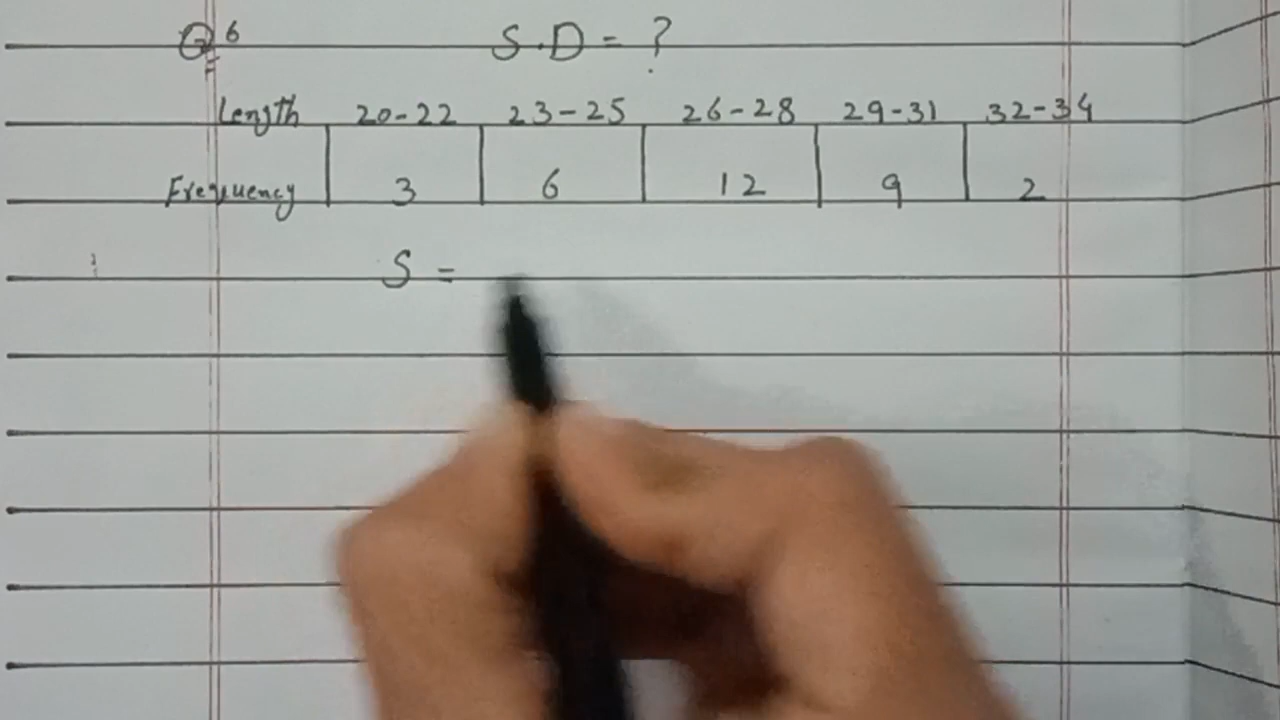 Q6 S.D = ?
Length 20-22 23-25 26-28 29-31 32-34
Frequency 3 6 12 9 2
S =